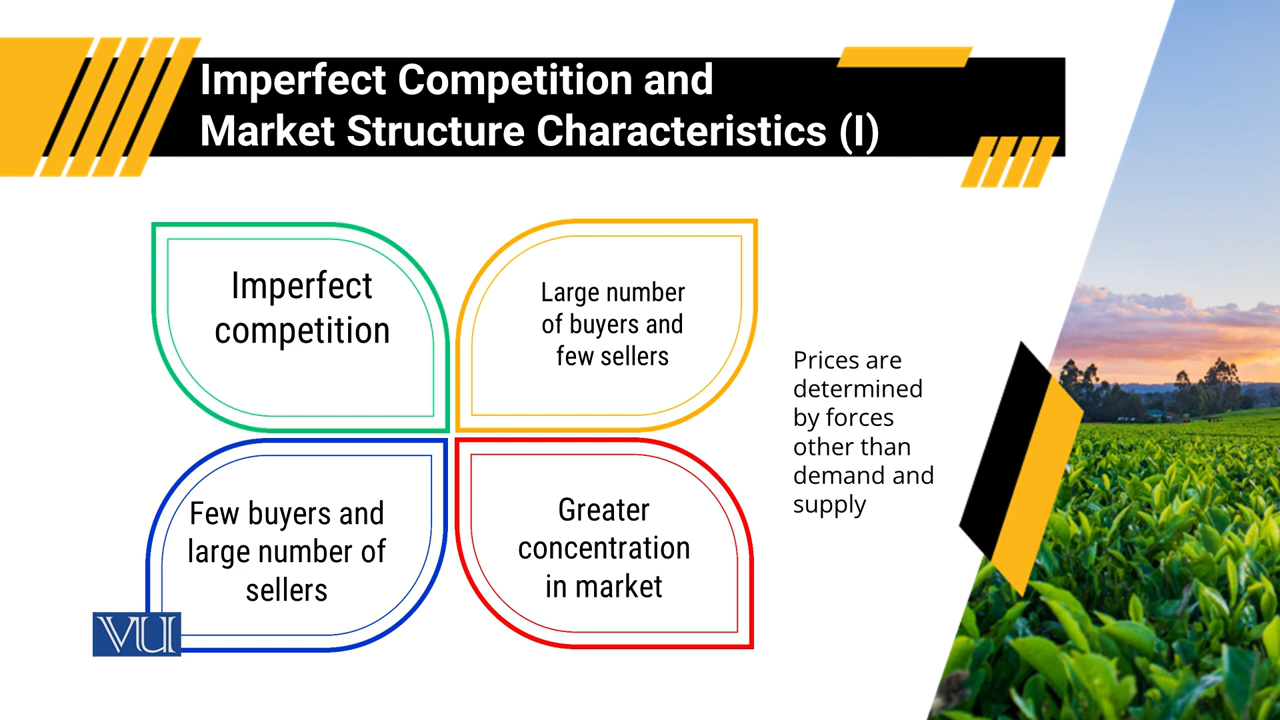 Imperfect Competition and
Market Structure Characteristics (I)
Imperfect
competition
Large number
of buyers and
few sellers
Prices are
determined
by forces
other than
demand and
supply
Few buyers and
large number of
sellers
Greater
concentration
in market
VU